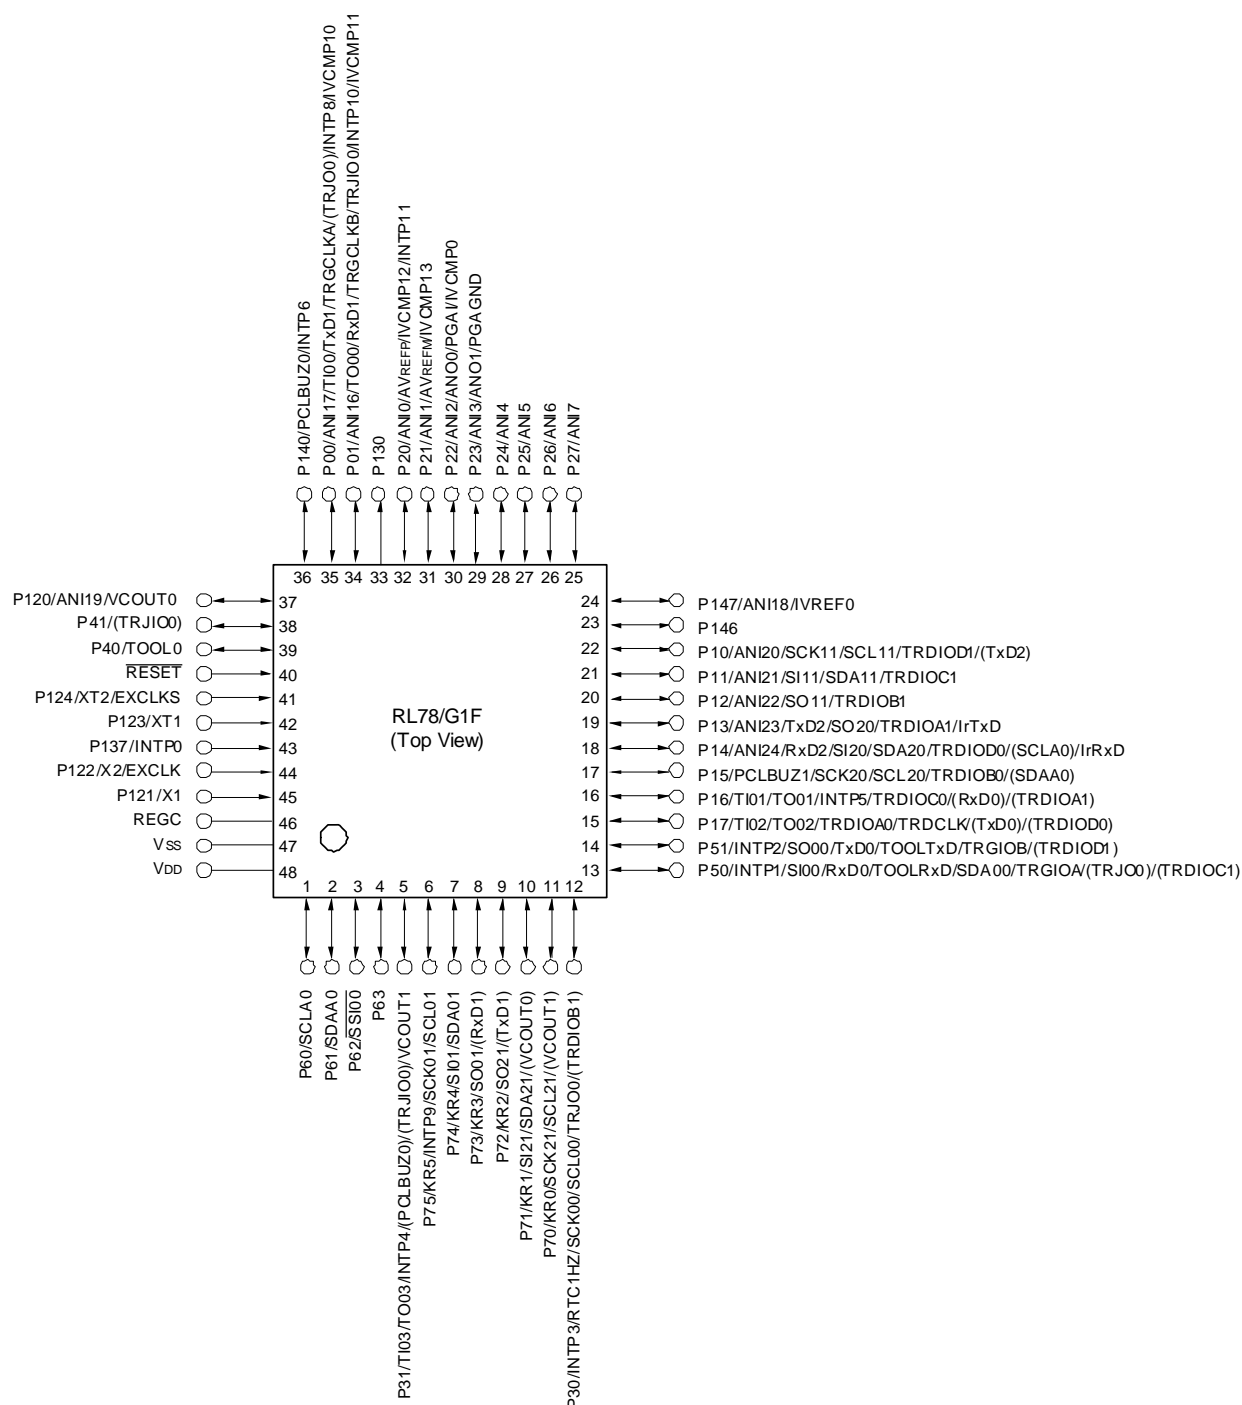 P140/PCLBUZ0/INTP6
P00/ANI17/TI00/TxD1/TRGCLKA/(TRJO0)/INTP8/IVCMP10
P01/ANI16/TO00/RxD1/TRGCLKB/TRJIO0/INTP10/IVCMP11
P130
P20/ANI0/AVREFP/IVCMP12/INTP11
P21/ANI1/AVREFM/IVCMP13
P22/ANI2/ANO0/PGAI/IVCMP0
P23/ANI3/ANO1/PGAGND
P24/ANI4
P25/ANI5
P26/ANI6
P27/ANI7
36 35 34 33 32 31 30 29 28 27 26 25
P120/ANI19/VCOUT0 37
P41/(TRJIO0) 38
P40/TOOL0 39
RESET 40
P124/XT2/EXCLKS 41
P123/XT1 42
P137/INTP0 43
P122/X2/EXCLK 44
P121/X1 45
REGC 46
VSS 47
VDD 48
RL78/G1F
(Top View)
24 P147/ANI18/IVREF0
23 P146
22 P10/ANI20/SCK11/SCL11/TRDIOD1/(TxD2)
21 P11/ANI21/SI11/SDA11/TRDIOC1
20 P12/ANI22/SO11/TRDIOB1
19 P13/ANI23/TxD2/SO20/TRDIOA1/IrTxD
18 P14/ANI24/RxD2/SI20/SDA20/TRDIOD0/(SCLA0)/IrRxD
17 P15/PCLBUZ1/SCK20/SCL20/TRDIOB0/(SDAA0)
16 P16/TI01/TO01/INTP5/TRDIOC0/(RxD0)/(TRDIOA1)
15 P17/TI02/TO02/TRDIOA0/TRDCLK/(TxD0)/(TRDIOD0)
14 P51/INTP2/SO00/TxD0/TOOLTxD/TRGIOB/(TRDIOD1)
13 P50/INTP1/SI00/RxD0/TOOLRxD/SDA00/TRGIOA/(TRJO0)/(TRDIOC1)
1 2 3 4 5 6 7 8 9 10 11 12
P60/SCLA0
P61/SDAA0
P62/SSI00
P63
P31/TI03/TO03/INTP4/(PCLBUZ0)/(TRJIO0)/VCOUT1
P75/KR5/INTP9/SCK01/SCL01
P74/KR4/SI01/SDA01
P73/KR3/SO01/(RxD1)
P72/KR2/SO21/(TxD1)
P71/KR1/SI21/SDA21/(VCOUT0)
P70/KR0/SCK21/SCL21/(VCOUT1)
P30/INTP3/RTC1HZ/SCK00/SCL00/TRJO0/(TRDIOB1)